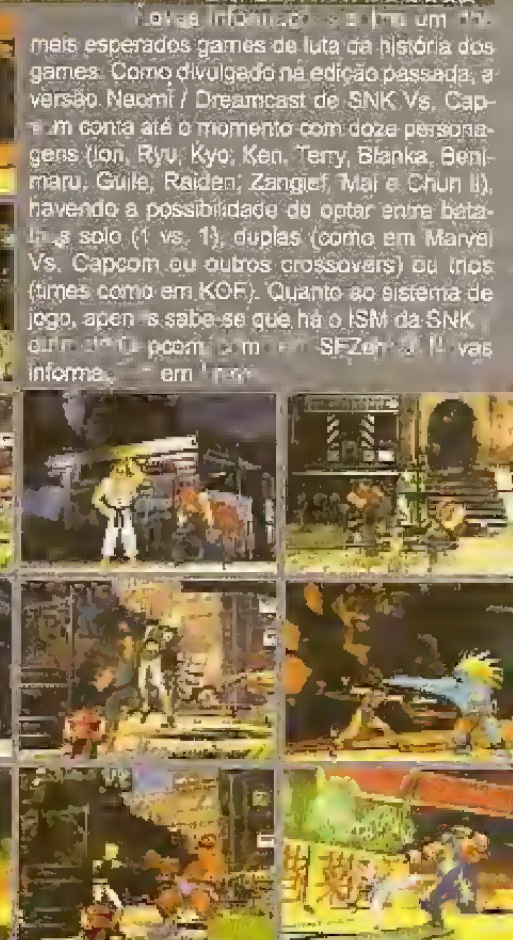 um
mais esperados games de luta da história dos
games. Como divulgado na edição passada, a
versão Naomi / Dreamcast de SNK Vs. Cap-
conta até o momento com doze persona-
gens (Iori, Ryu, Kyo, Ken, Terry, Blanka, Beni-
maru, Guile, Raiden, Zangief, Mai e Chun li),
havendo a possibilidade de optar entre bata-
solo (1 vs. 1), duplas (como em Marvel
Vs. Capcom ou outros crossovers) ou trios
(times como em KOF). Quanto ao sistema de
jogo, sabe-se que há o ISM da SNK
em